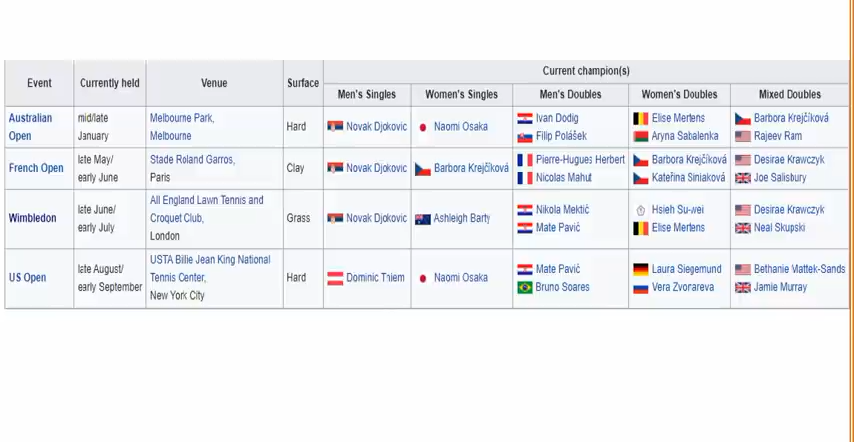 Event Currently held Venue Surface Current champion(s)
Men's Singles Women's Singles Men's Doubles Women's Doubles Mixed Doubles
Australian Open mid/late January Melbourne Park, Melbourne Hard Novak Djokovic Naomi Osaka Ivan Dodig Filip Polášek Elise Mertens Aryna Sabalenka Barbora Krejčíková Rajeev Ram
French Open late May/ early June Stade Roland Garros, Paris Clay Novak Djokovic Barbora Krejčíková Pierre-Hugues Herbert Nicolas Mahut Barbora Krejčíková Kateřina Siniaková Desirae Krawczyk Joe Salisbury
Wimbledon late June/ early July All England Lawn Tennis and Croquet Club, London Grass Novak Djokovic Ashleigh Barty Nikola Mektić Mate Pavić Hsieh Su-wei Elise Mertens Desirae Krawczyk Neal Skupski
US Open late August/ early September USTA Billie Jean King National Tennis Center, New York City Hard Dominic Thiem Naomi Osaka Mate Pavić Bruno Soares Laura Siegemund Vera Zvonareva Bethanie Mattek-Sands Jamie Murray